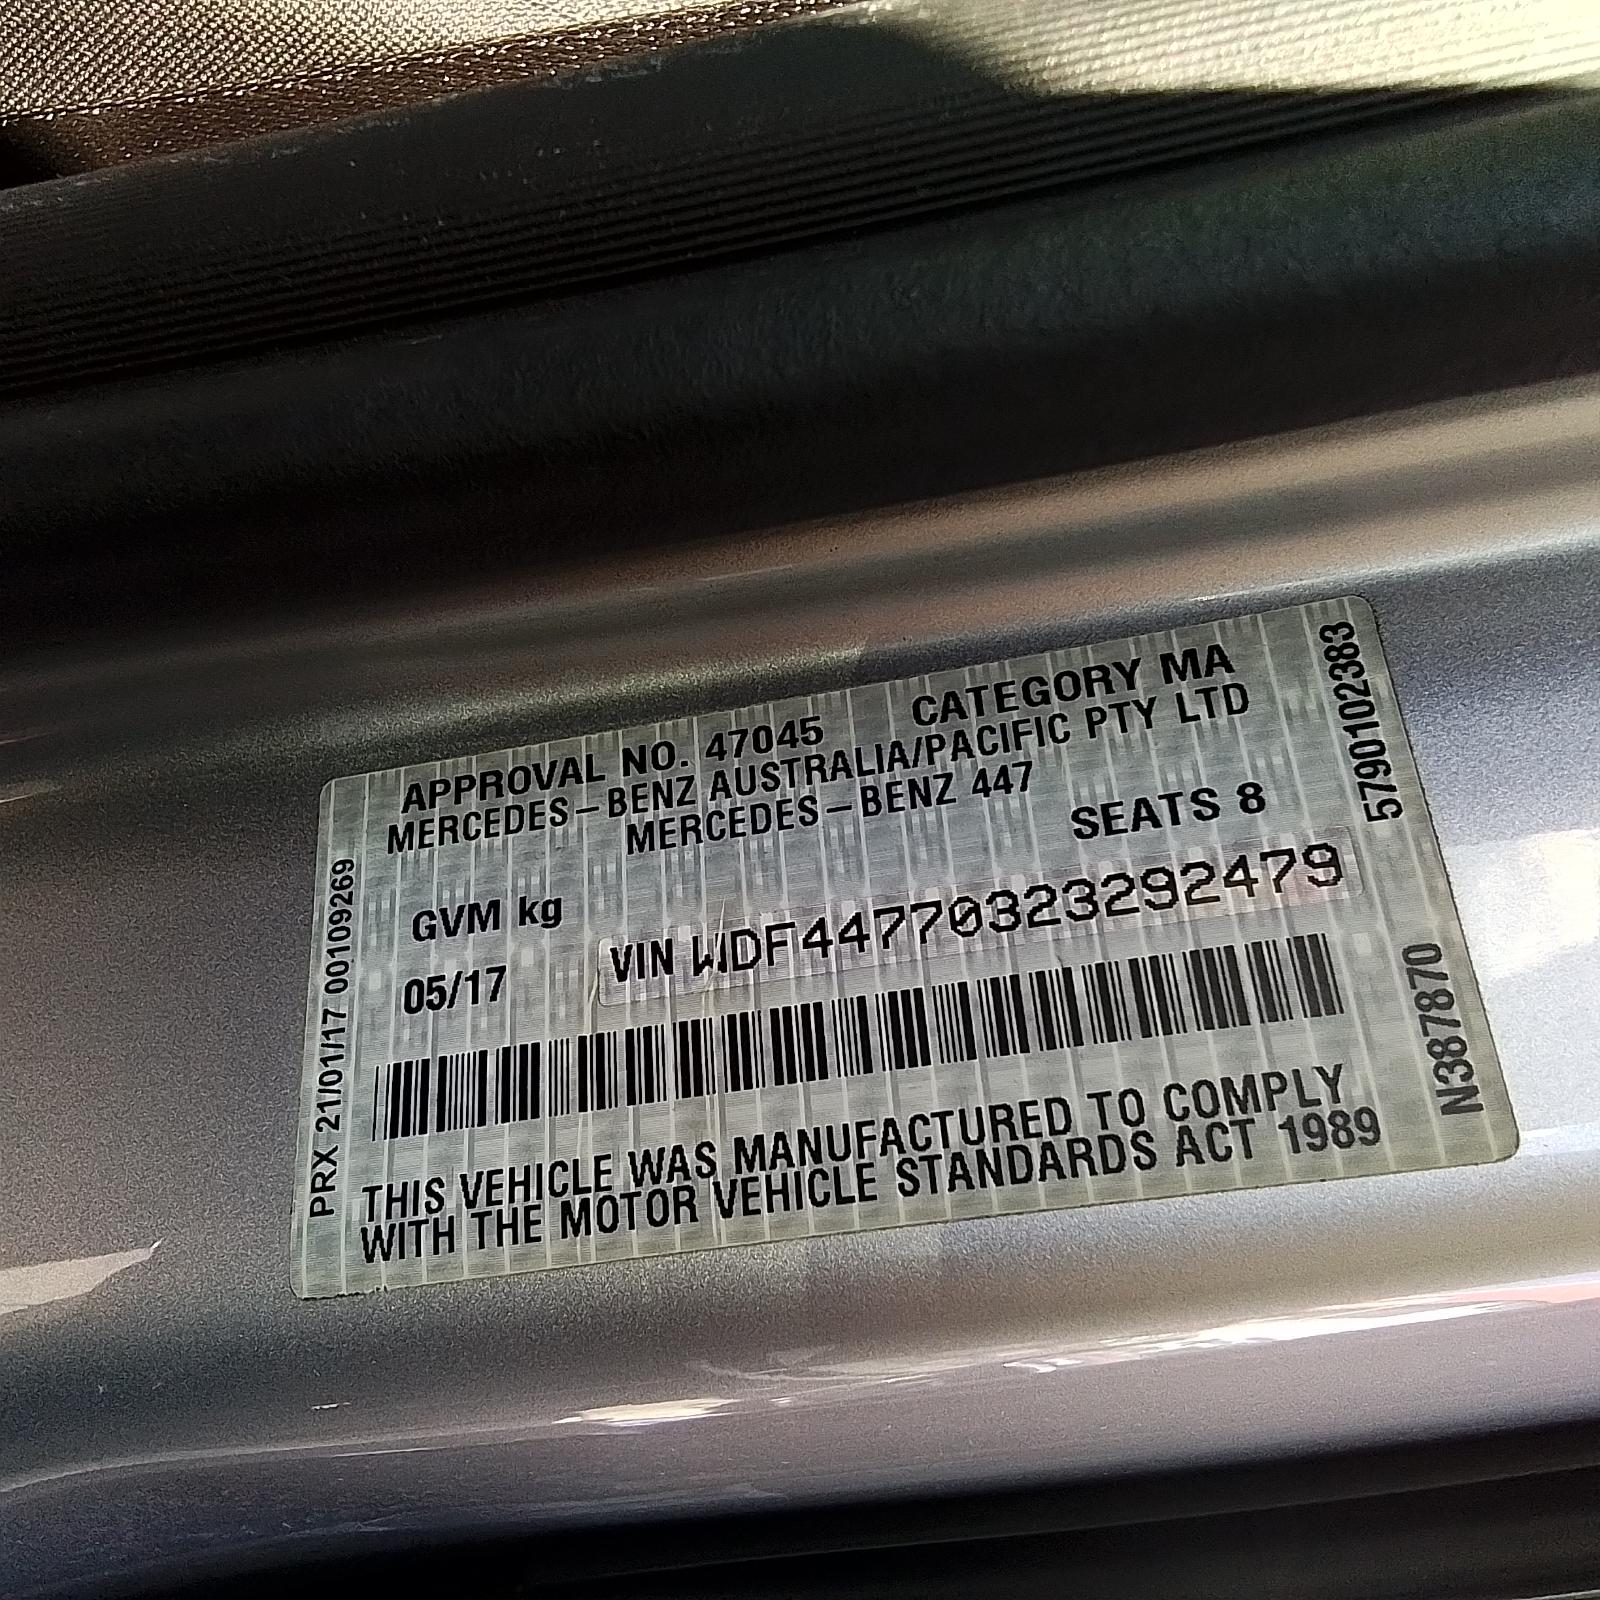 APPROVAL NO. 47045 CATEGORY MA
MERCEDES-BENZ AUSTRALIA/PACIFIC PTY LTD
MERCEDES-BENZ 447
SEATS 8
GVM kg
05/17
VIN WDF44770323292479
THIS VEHICLE WAS MANUFACTURED TO COMPLY
WITH THE MOTOR VEHICLE STANDARDS ACT 1989
PRX 21/01/17 00109269
5790102383
N387870